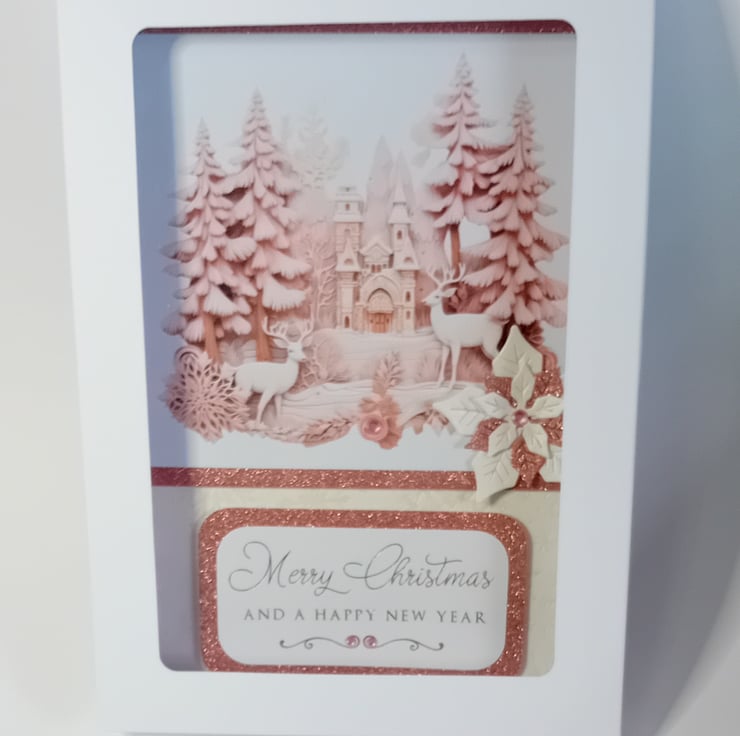 Merry Christmas
AND A HAPPY NEW YEAR